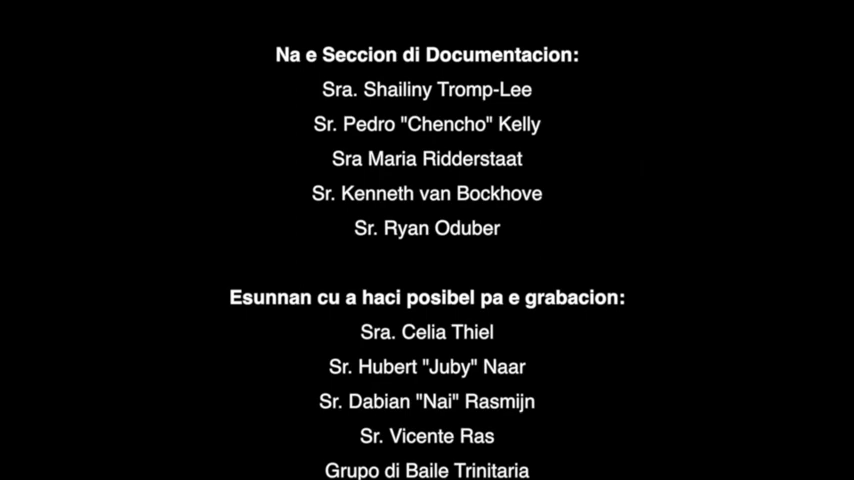 Na e Seccion di Documentacion:
Sra. Shailiny Tromp-Lee
Sr. Pedro "Chencho" Kelly
Sra Maria Ridderstaat
Sr. Kenneth van Bockhove
Sr. Ryan Oduber
Esunnan cu a haci posibel pa e grabacion:
Sra. Celia Thiel
Sr. Hubert "Juby" Naar
Sr. Dabian "Nai" Rasmijn
Sr. Vicente Ras
Grupo di Baile Trinitaria